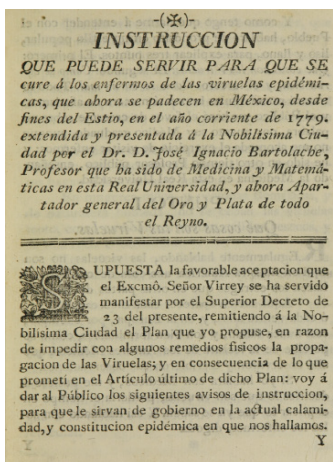 INSTRUCCION
QUE PUEDE SERVIR PARA QUE SE
cure á los enfermos de las viruelas epidémi-
cas, que ahora se padecen en México, desde
fines del Estio, en el año corriente de 1779.
extendida y presentada á la Nobilísima Ciu-
dad por el Dr. D. José Ignacio Bartolache,
Profesor que ha sido de Medicina y Matemá-
ticas en esta Real Universidad, y ahora Apar-
tador general del Oro y Plata de todo
el Reyno.
SUPUESTA la favorable aceptacion que
el Excmô. Señor Virrey se ha servido
manifestar por el Superior Decreto de
23 del presente, remitiendo á la No-
bilisima Ciudad el Plan que yo propuse, en razon
de impedir con algunos remedios fisicos la propa-
gacion de las Viruelas; y en consecuencia de lo que
prometí en el Artículo último de dicho Plan: voy á
dar al Público los siguientes avisos de instruccion,
para que le sirvan de gobierno en la actual calami-
dad, y constitucion epidémica en que nos hallamos.
Y